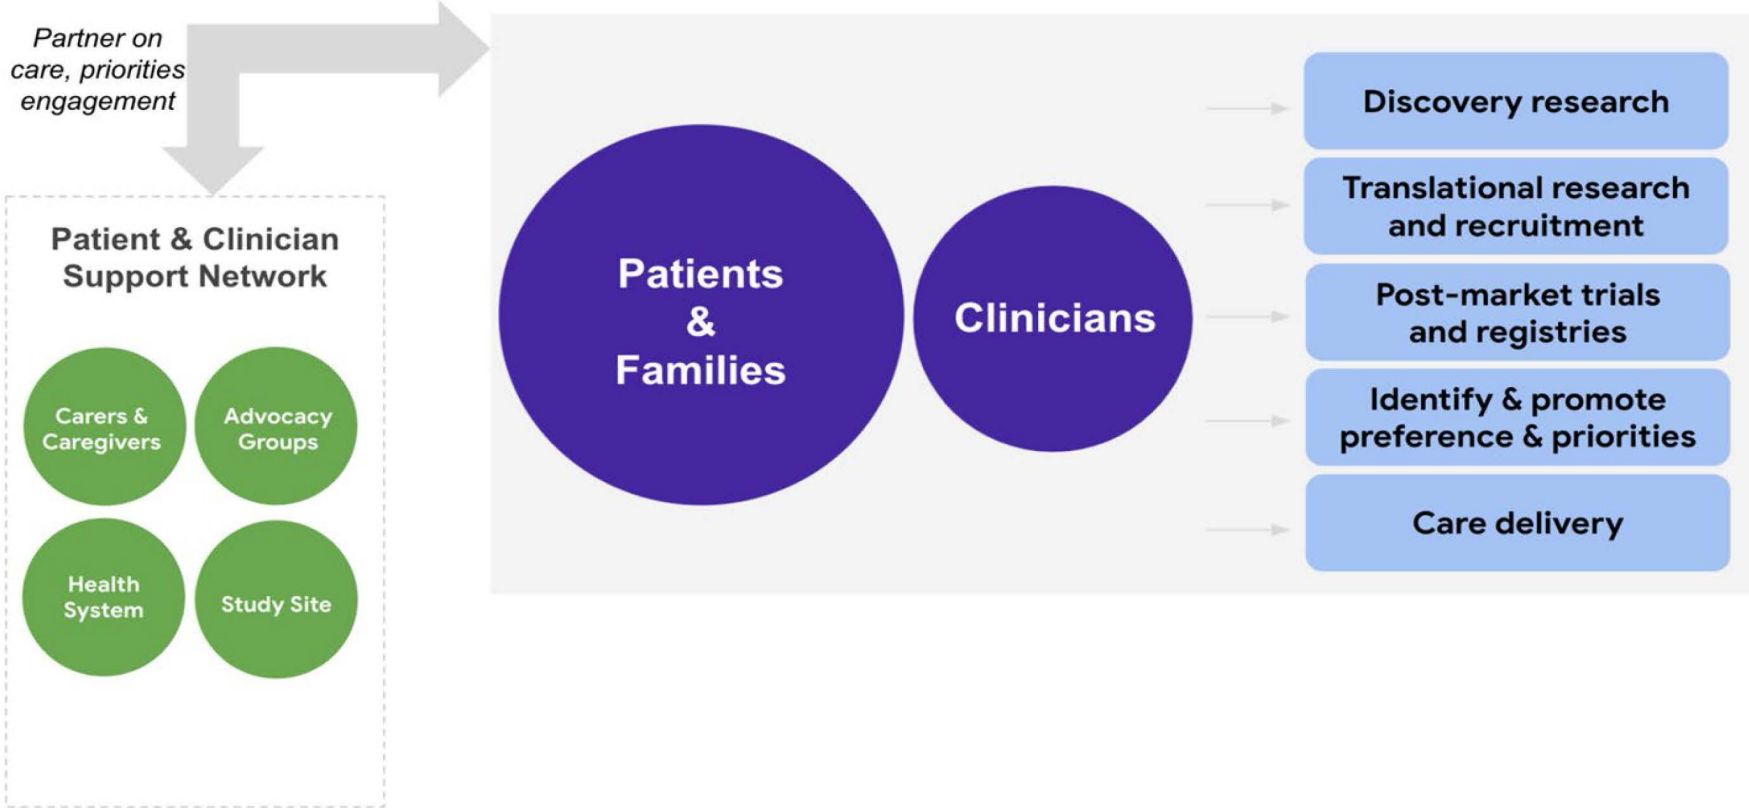 Partner on
care, priorities
engagement
Patient & Clinician
Support Network
Carers &
Caregivers
Advocacy
Groups
Health
System
Study Site
Patients
&
Families
Clinicians
Discovery research
Translational research
and recruitment
Post-market trials
and registries
Identify & promote
preference & priorities
Care delivery